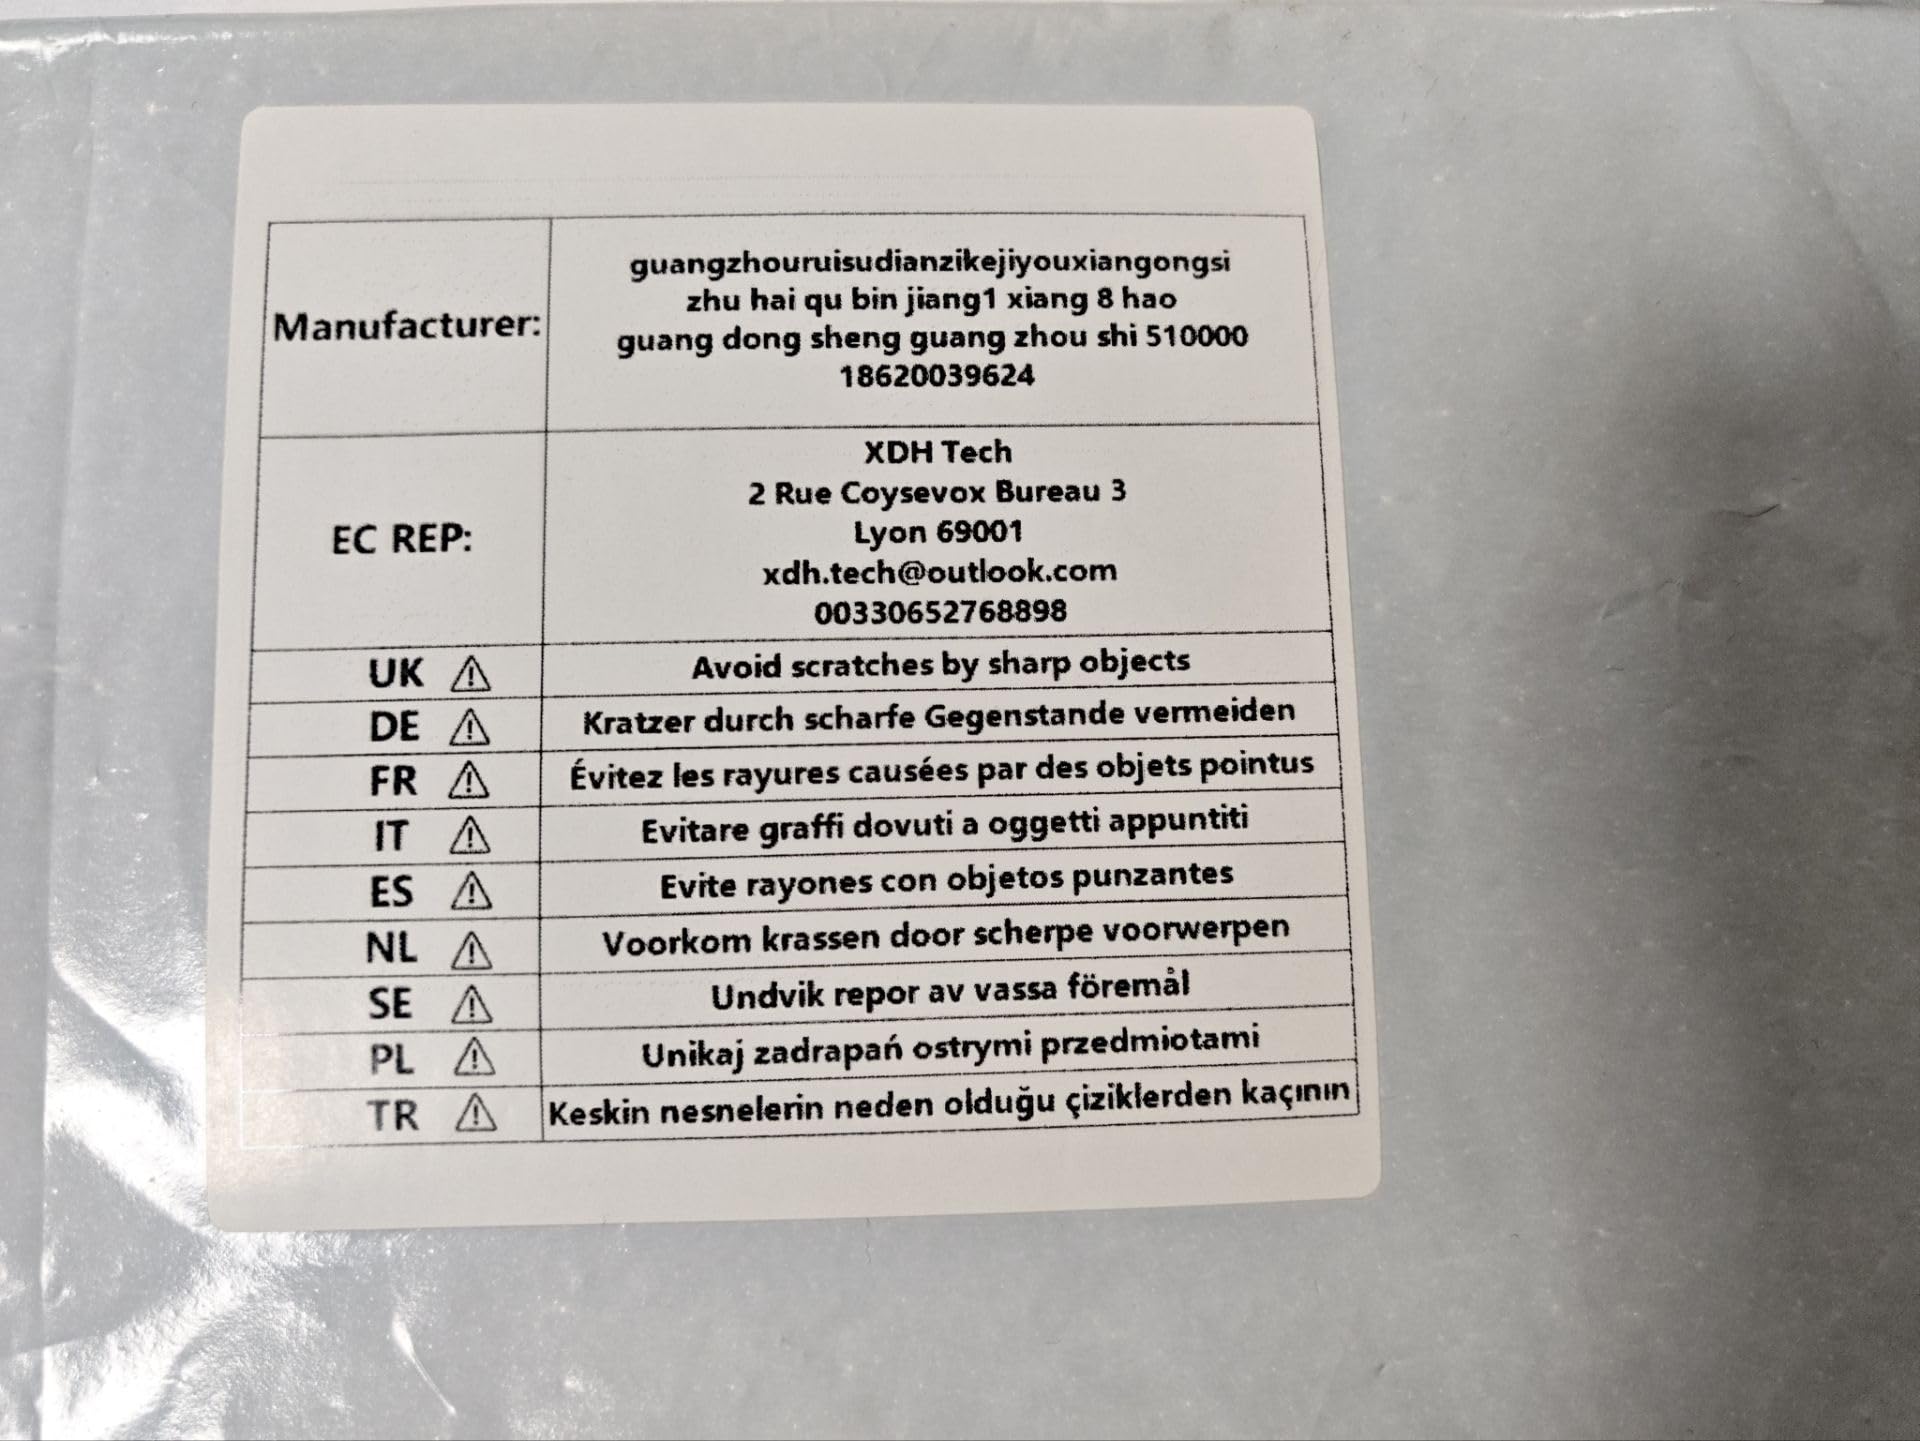 Manufacturer:
guangzhouruisudianzikejiyouxiangongsi
zhu hai qu bin jiang1 xiang 8 hao
guang dong sheng guang zhou shi 510000
18620039624
EC REP:
XDH Tech
2 Rue Coysevox Bureau 3
Lyon 69001
xdh.tech@outlook.com
00330652768898
UK ⚠ Avoid scratches by sharp objects
DE ⚠ Kratzer durch scharfe Gegenstande vermeiden
FR ⚠ Évitez les rayures causées par des objets pointus
IT ⚠ Evitare graffi dovuti a oggetti appuntiti
ES ⚠ Evite rayones con objetos punzantes
NL ⚠ Voorkom krassen door scherpe voorwerpen
SE ⚠ Undvik repor av vassa föremål
PL ⚠ Unikaj zadrapań ostrymi przedmiotami
TR ⚠ Keskin nesnelerin neden olduğu çiziklerden kaçının